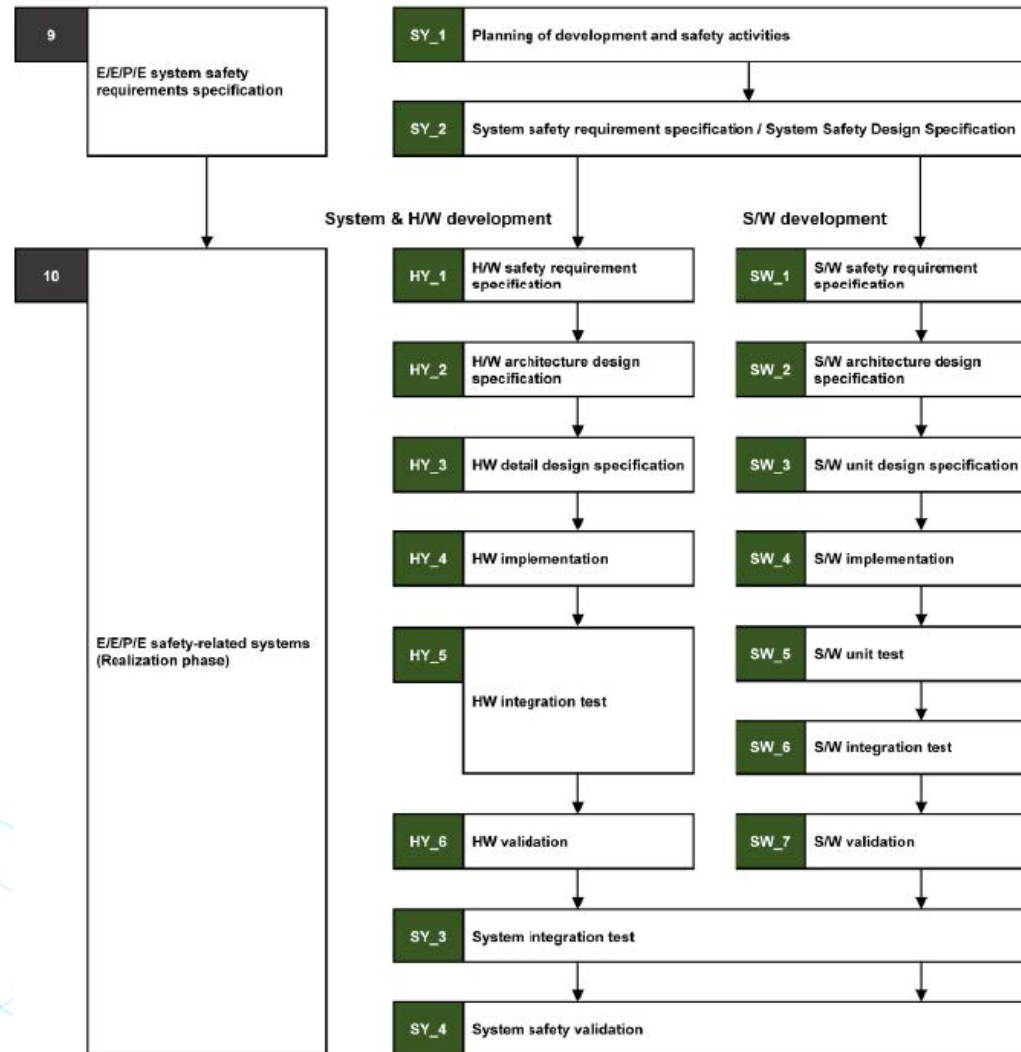 9
E/E/P/E system safety
requirements specification
SY_1
Planning of development and safety activities
SY_2
System safety requirement specification / System Safety Design Specification
System & H/W development
S/W development
10
E/E/P/E safety-related systems
(Realization phase)
HY_1
H/W safety requirement
specification
SW_1
S/W safety requirement
specification
HY_2
H/W architecture design
specification
SW_2
S/W architecture design
specification
HY_3
HW detail design specification
SW_3
S/W unit design specification
HY_4
HW implementation
SW_4
S/W implementation
HY_5
HW integration test
SW_5
S/W unit test
SW_6
S/W integration test
HY_6
HW validation
SW_7
S/W validation
SY_3
System integration test
SY_4
System safety validation